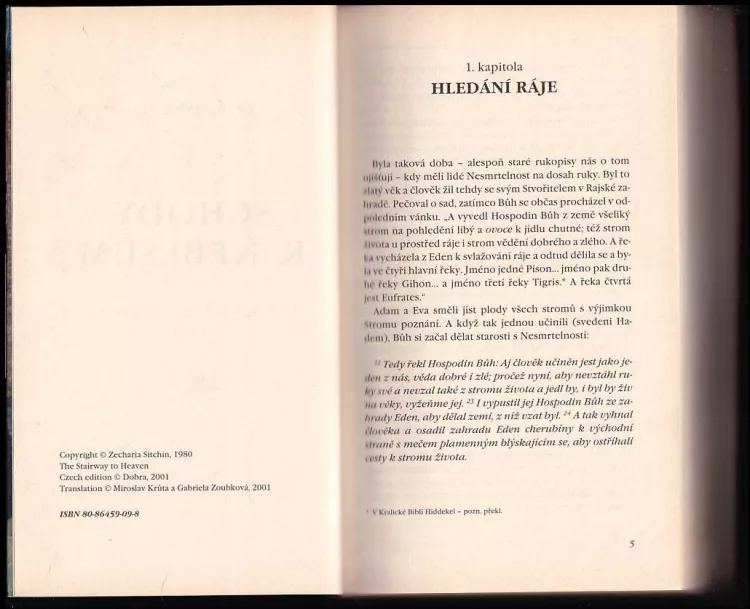 Copyright © Zecharia Sitchin, 1980
The Stairway to Heaven
Czech edition © Dobra, 2001
Translation © Miroslav Krůta a Gabriela Zoubková, 2001
ISBN 80-86459-09-8
1. kapitola
HLEDÁNÍ RÁJE
Byla taková doba – alespoň staré rukopisy nás o tom
ujišťují – kdy měli lidé Nesmrtelnost na dosah ruky. Byl to
zlatý věk a člověk žil tehdy se svým Stvořitelem v Rajské za-
hradě. Pečoval o sad, zatímco Bůh se občas procházel v od-
poledním vánku. „A vyvedl Hospodin Bůh z země všeliký
strom na pohledění libý a ovoce k jídlu chutné; též strom
života u prostřed ráje i strom vědění dobrého a zlého. A ře-
ka vycházela z Eden k svlažování ráje a odtud dělila se a by-
la ve čtyři hlavní řeky. Jméno jedné Píson... jméno pak dru-
hé řeky Gihon... a jméno třetí řeky Tigris.* A řeka čtvrtá
jest Eufrates.“
Adam a Eva směli jíst plody všech stromů s výjimkou
Stromu poznání. A když tak jednou učinili (svedeni Ha-
dem), Bůh si začal dělat starosti s Nesmrtelností:
22 Tedy řekl Hospodin Bůh: Aj člověk učiněn jest jako je-
den z nás, věda dobré i zlé; pročež nyní, aby nevztáhl ru-
ky své a nevzal také z stromu života a jedl by, i byl by živ
na věky, vyžeňme jej. 23 I vypustil jej Hospodin Bůh ze za-
hrady Eden, aby dělal zemi, z níž vzat byl. 24 A tak vyhnal
člověka a osadil zahradu Eden cherubíny k východní
straně s mečem plamenným blýskajícím se, aby ostříhali
cesty k stromu života.
* V Kralické Bibli Hiddekel – pozn. překl.
5